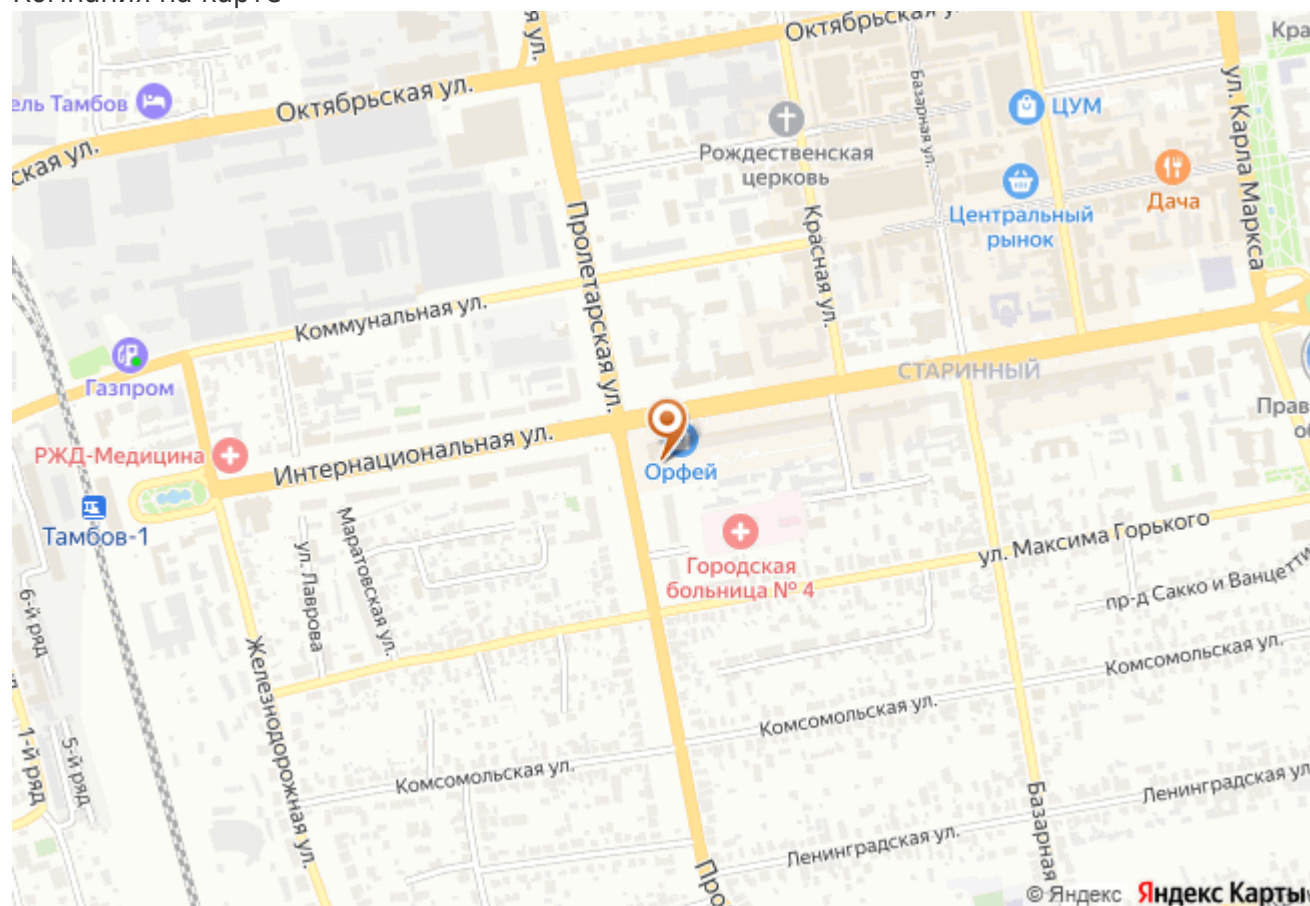 Компания на карте
я ул.
Октябрьская у
Кра
ель Тамбов
Октябрьская ул.
ская ул.
Базарная ул.
ЦУМ
ул. Карла Маркса
Рождественская
церковь
Дача
Центральный
рынок
Пролетарская ул.
Красная ул.
Коммунальная ул.
Газпром
СТАРИННЫЙ
Прав
об
РЖД-Медицина
Интернациональная ул.
Орфей
Тамбов-1
Маратовская ул.
ул. Лаврова
Городская
больница № 4
ул. Максима Горького
пр-д Сакко и Ванцетти
6-й ряд
Железнодорожная ул.
Комсомольская ул.
Комсомольская ул.
1-й ряд
5-й ряд
Комсомольская ул.
Базарная
Ленинградская ул
Ленинградская ул.
Про
© Яндекс Яндекс Карты